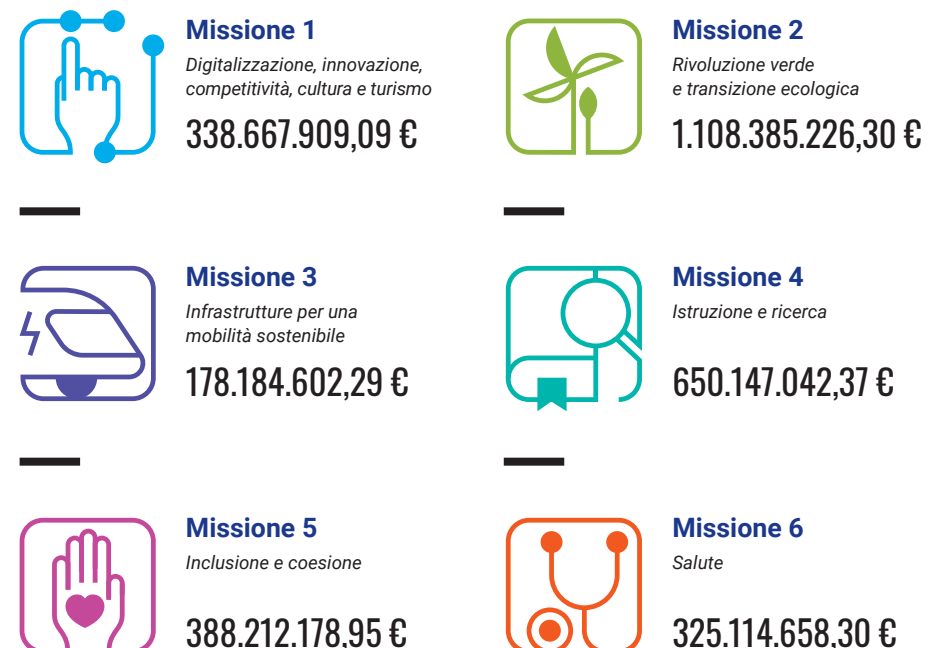 Missione 1
Digitalizzazione, innovazione,
competitività, cultura e turismo
338.667.909,09 €
Missione 2
Rivoluzione verde
e transizione ecologica
1.108.385.226,30 €
Missione 3
Infrastrutture per una
mobilità sostenibile
178.184.602,29 €
Missione 4
Istruzione e ricerca
650.147.042,37 €
Missione 5
Inclusione e coesione
388.212.178,95 €
Missione 6
Salute
325.114.658,30 €